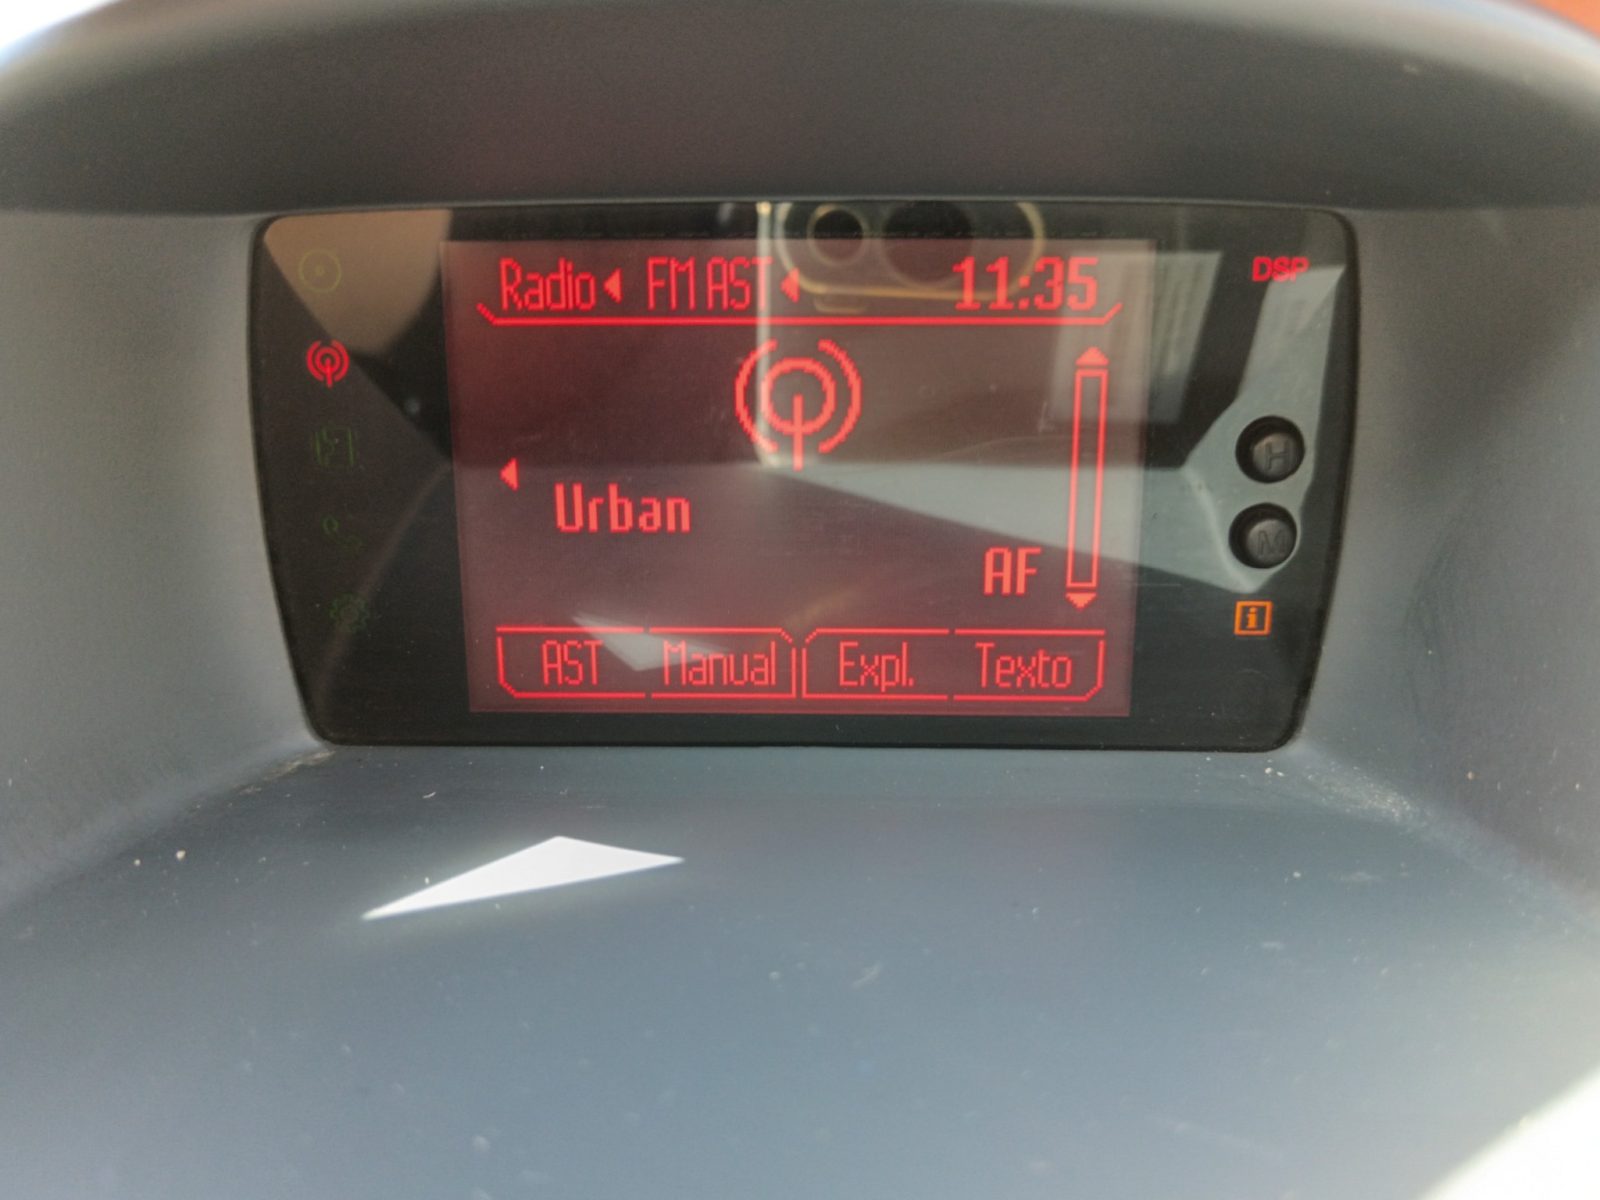 Radio FM AST 11:35
DSP
Urban
H
M
AF
i
AST Manual Expl. Texto